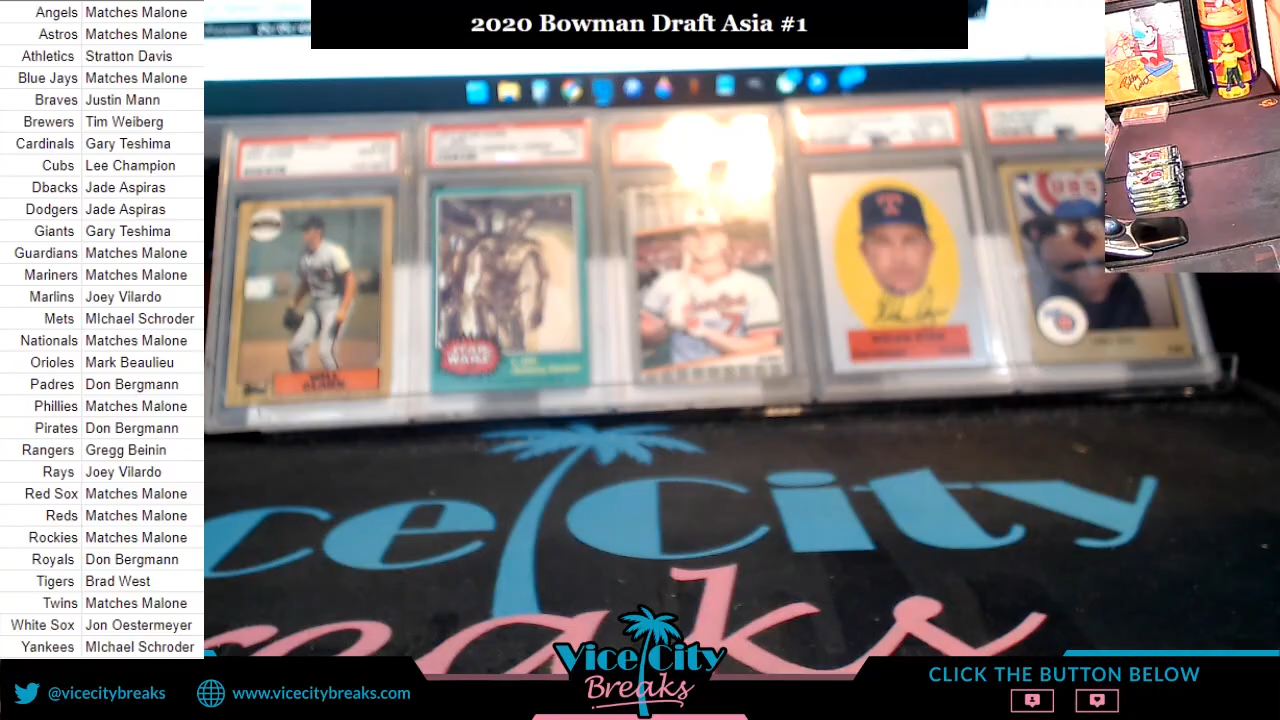 2020 Bowman Draft Asia #1
Angels Matches Malone
Astros Matches Malone
Athletics Stratton Davis
Blue Jays Matches Malone
Braves Justin Mann
Brewers Tim Weiberg
Cardinals Gary Teshima
Cubs Lee Champion
Dbacks Jade Aspiras
Dodgers Jade Aspiras
Giants Gary Teshima
Guardians Matches Malone
Mariners Matches Malone
Marlins Joey Vilardo
Mets MIchael Schroder
Nationals Matches Malone
Orioles Mark Beaulieu
Padres Don Bergmann
Phillies Matches Malone
Pirates Don Bergmann
Rangers Gregg Beinin
Rays Joey Vilardo
Red Sox Matches Malone
Reds Matches Malone
Rockies Matches Malone
Royals Don Bergmann
Tigers Brad West
Twins Matches Malone
White Sox Jon Oestermeyer
Yankees MIchael Schroder
STAR
WARS
T
ce City
reaks
Vice City
Breaks
@vicecitybreaks
www.vicecitybreaks.com
CLICK THE BUTTON BELOW